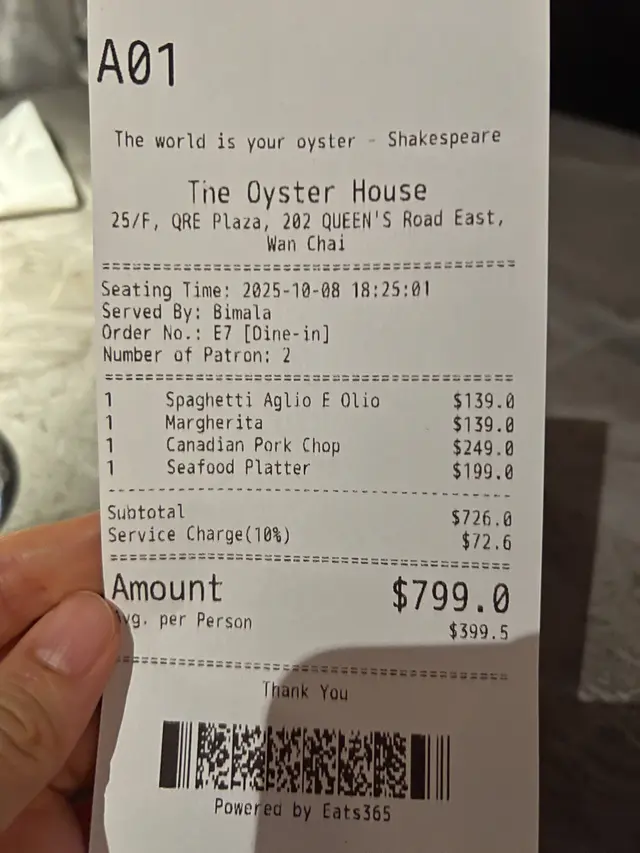 A01
The world is your oyster - Shakespeare
The Oyster House
25/F, QRE Plaza, 202 QUEEN'S Road East,
Wan Chai
Seating Time: 2025-10-08 18:25:01
Served By: Bimala
Order No.: E7 [Dine-in]
Number of Patron: 2
1 Spaghetti Aglio E Olio $139.0
1 Margherita $139.0
1 Canadian Pork Chop $249.0
1 Seafood Platter $199.0
Subtotal $726.0
Service Charge(10%) $72.6
Amount $799.0
Avg. per Person $399.5
Thank You
Powered by Eats365